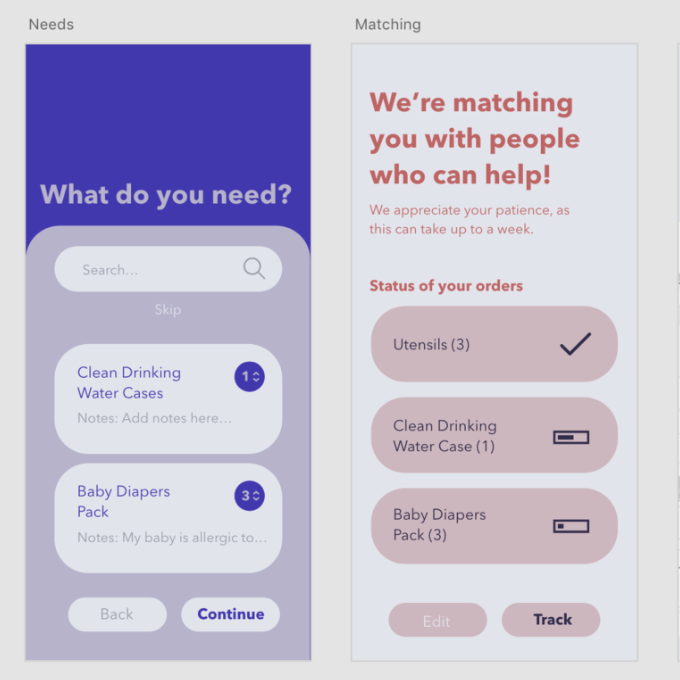 Needs
What do you need?
Search...
Skip
Clean Drinking
Water Cases
1
Notes: Add notes here...
Baby Diapers
Pack
3
Notes: My baby is allergic to...
Back
Continue
Matching
We're matching
you with people
who can help!
We appreciate your patience, as
this can take up to a week.
Status of your orders
Utensils (3)
Clean Drinking
Water Case (1)
Baby Diapers
Pack (3)
Edit
Track